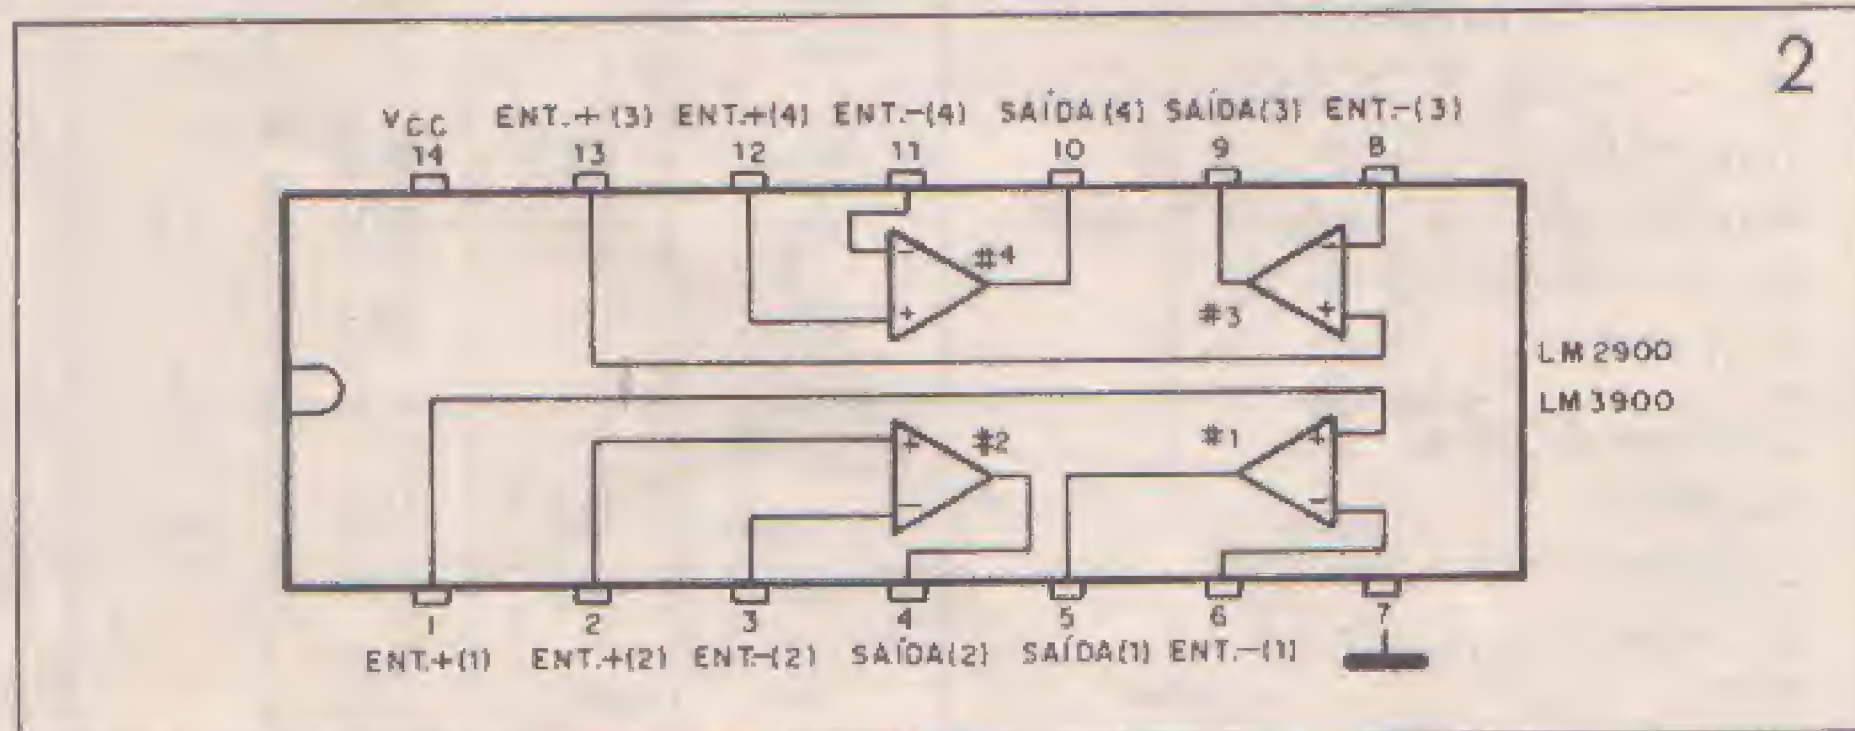 2
VCC ENT.+(3) ENT.+(4) ENT.-(4) SAÍDA(4) SAÍDA(3) ENT.-(3)
14 13 12 11 10 9 8
- #4 -
+ #3 +
LM 2900
LM 3900
+ #2 #1 +
- -
1 2 3 4 5 6 7
ENT.+(1) ENT.+(2) ENT.-(2) SAÍDA(2) SAÍDA(1) ENT.-(1)